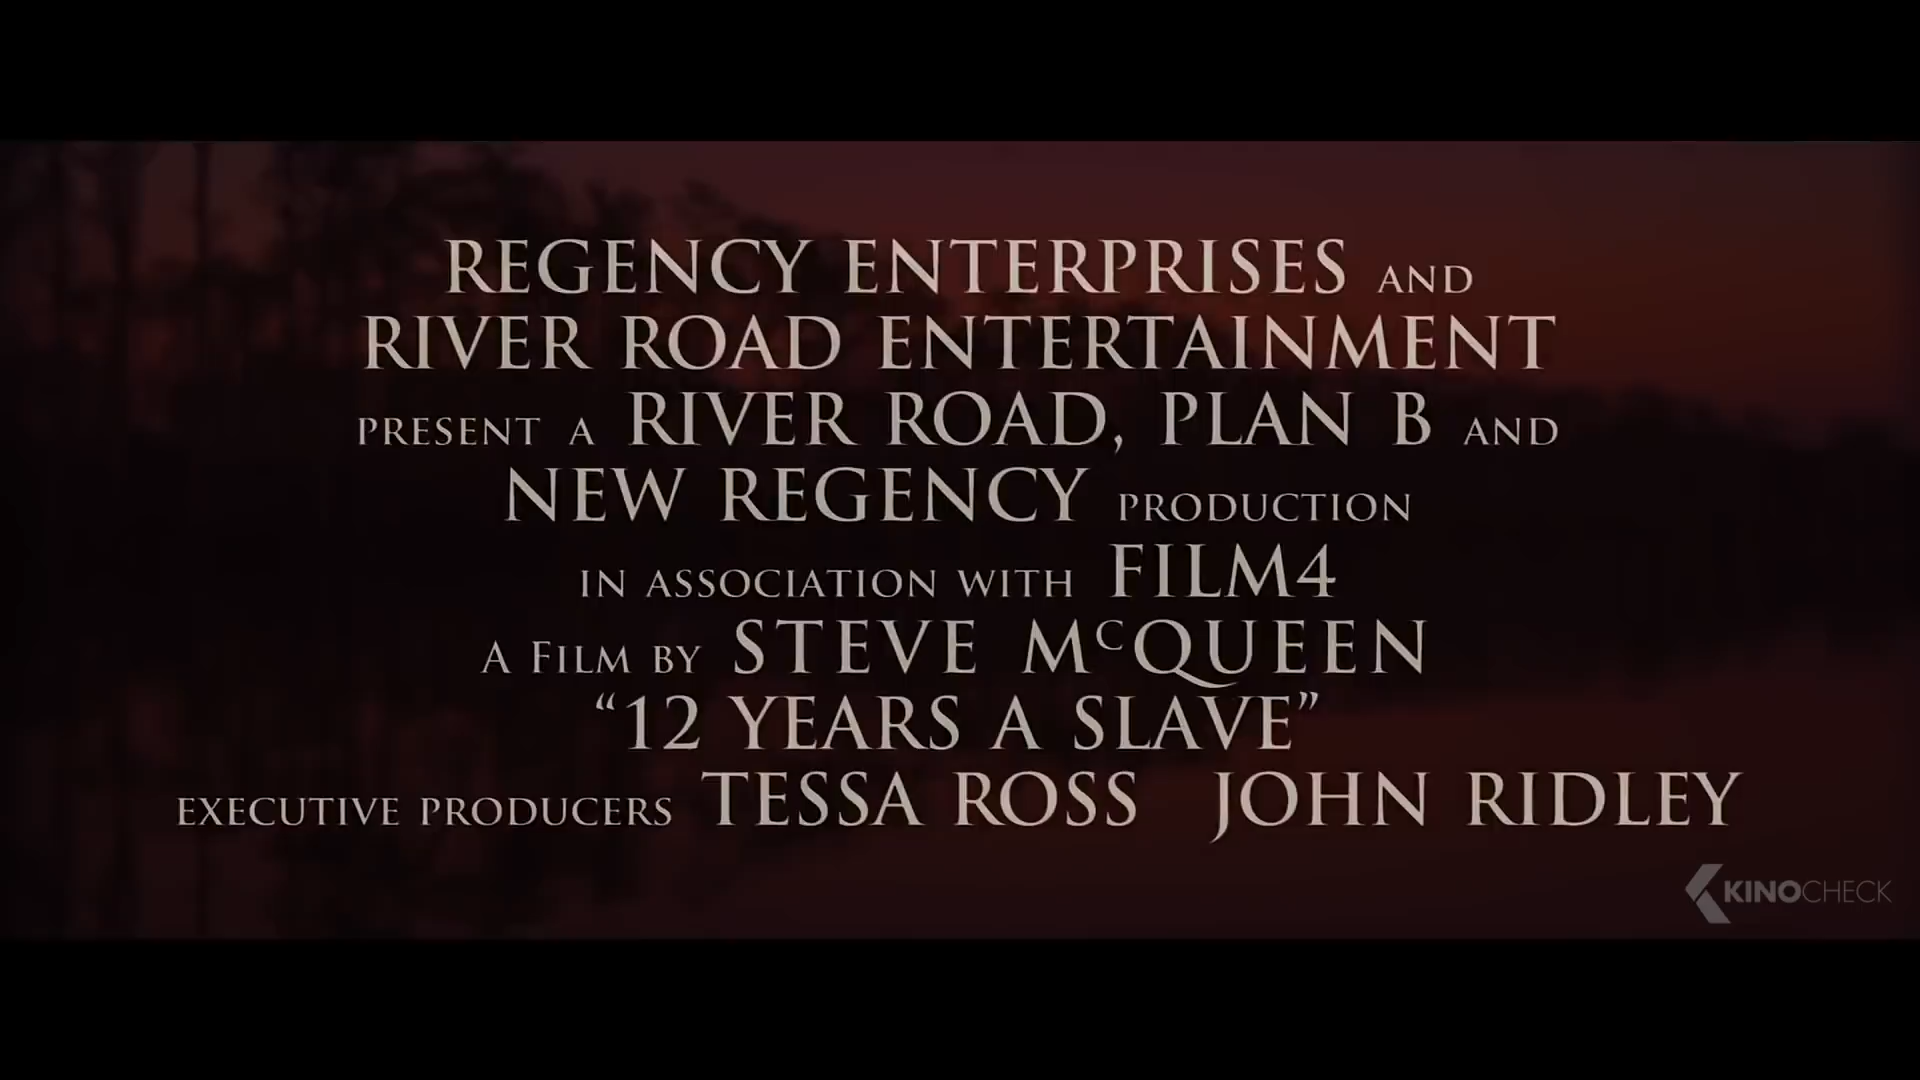 REGENCY ENTERPRISES AND
RIVER ROAD ENTERTAINMENT
PRESENT A RIVER ROAD, PLAN B AND
NEW REGENCY PRODUCTION
IN ASSOCIATION WITH FILM4
A FILM BY STEVE McQUEEN
“12 YEARS A SLAVE”
EXECUTIVE PRODUCERS TESSA ROSS JOHN RIDLEY
KINOCHECK